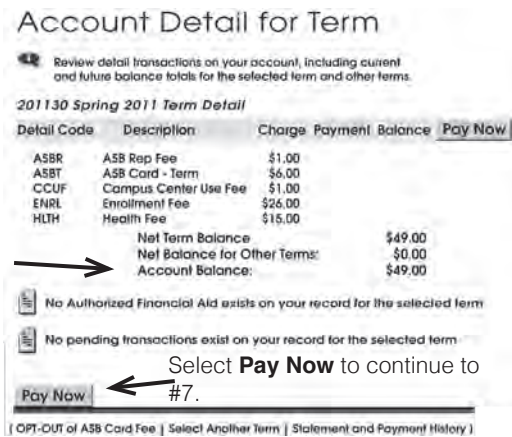 Account Detail for Term
Review detail transactions on your account, including current
and future balance totals for the selected term and other terms.
201130 Spring 2011 Term Detail
Detail Code Description Charge Payment Balance Pay Now
ASBR ASB Rep Fee $1.00
ASBT ASB Card - Term $6.00
CCUF Campus Center Use Fee $1.00
ENRL Enrollment Fee $26.00
HLTH Health Fee $15.00
Net Term Balance $49.00
Net Balance for Other Terms: $0.00
Account Balance: $49.00
No Authorized Financial Aid exists on your record for the selected term
No pending transactions exist on your record for the selected term
Select Pay Now to continue to
#7.
Pay Now
( OPT-OUT of ASB Card Fee | Select Another Term | Statement and Payment History )